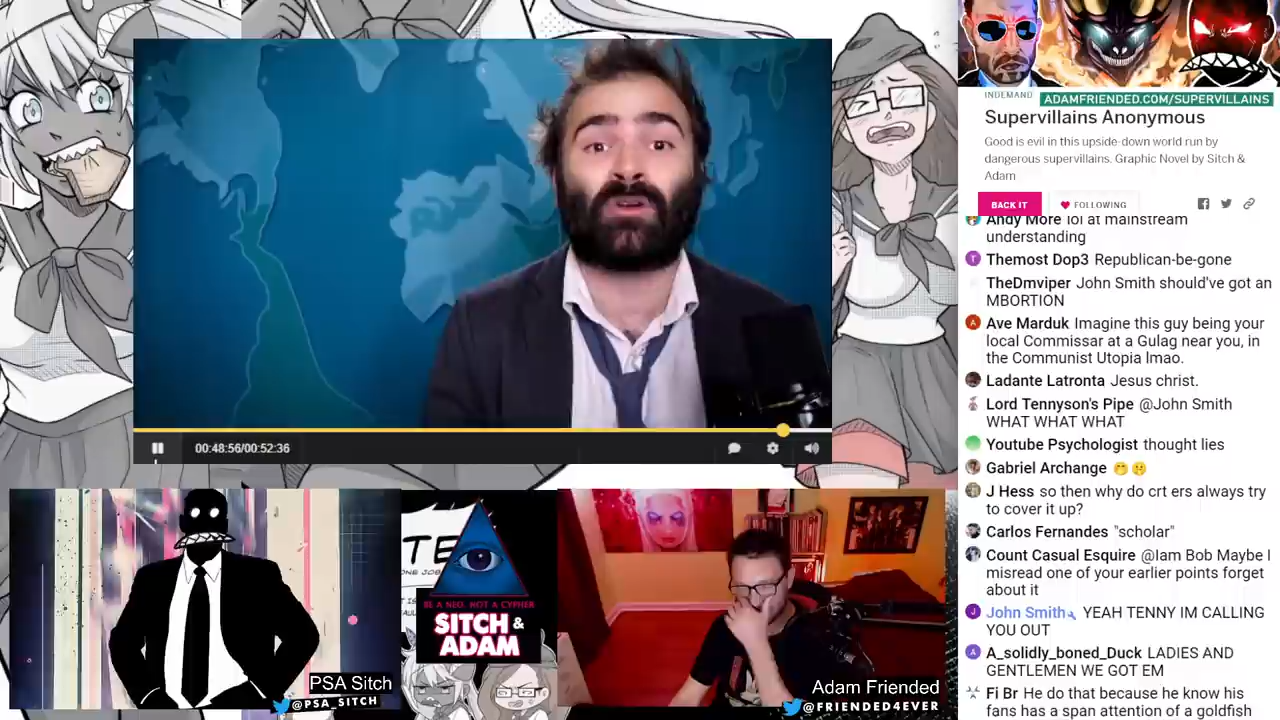 00:48:56/00:52:36
INDEMAND
ADAMFRIENDED.COM/SUPERVILLAINS
Supervillains Anonymous
Good is evil in this upside-down world run by
dangerous supervillains. Graphic Novel by Sitch &
Adam
BACK IT
FOLLOWING
Andy More lol at mainstream
understanding
Themost Dop3 Republican-be-gone
TheDmviper John Smith should've got an
MBORTION
Ave Marduk Imagine this guy being your
local Commissar at a Gulag near you, in
the Communist Utopia lmao.
Ladante Latronta Jesus christ.
Lord Tennyson's Pipe @John Smith
WHAT WHAT WHAT
Youtube Psychologist thought lies
Gabriel Archange
J Hess so then why do crt ers always try
to cover it up?
Carlos Fernandes "scholar"
Count Casual Esquire @Iam Bob Maybe I
misread one of your earlier points forget
about it
John Smith YEAH TENNY IM CALLING
YOU OUT
A_solidly_boned_Duck LADIES AND
GENTLEMEN WE GOT EM
Fi Br He do that because he know his
fans has a span attention of a goldfish
PSA Sitch
@PSA_SITCH
BE A NEO, NOT A CYPHER
SITCH &
ADAM
Adam Friended
@FRIENDED4EVER